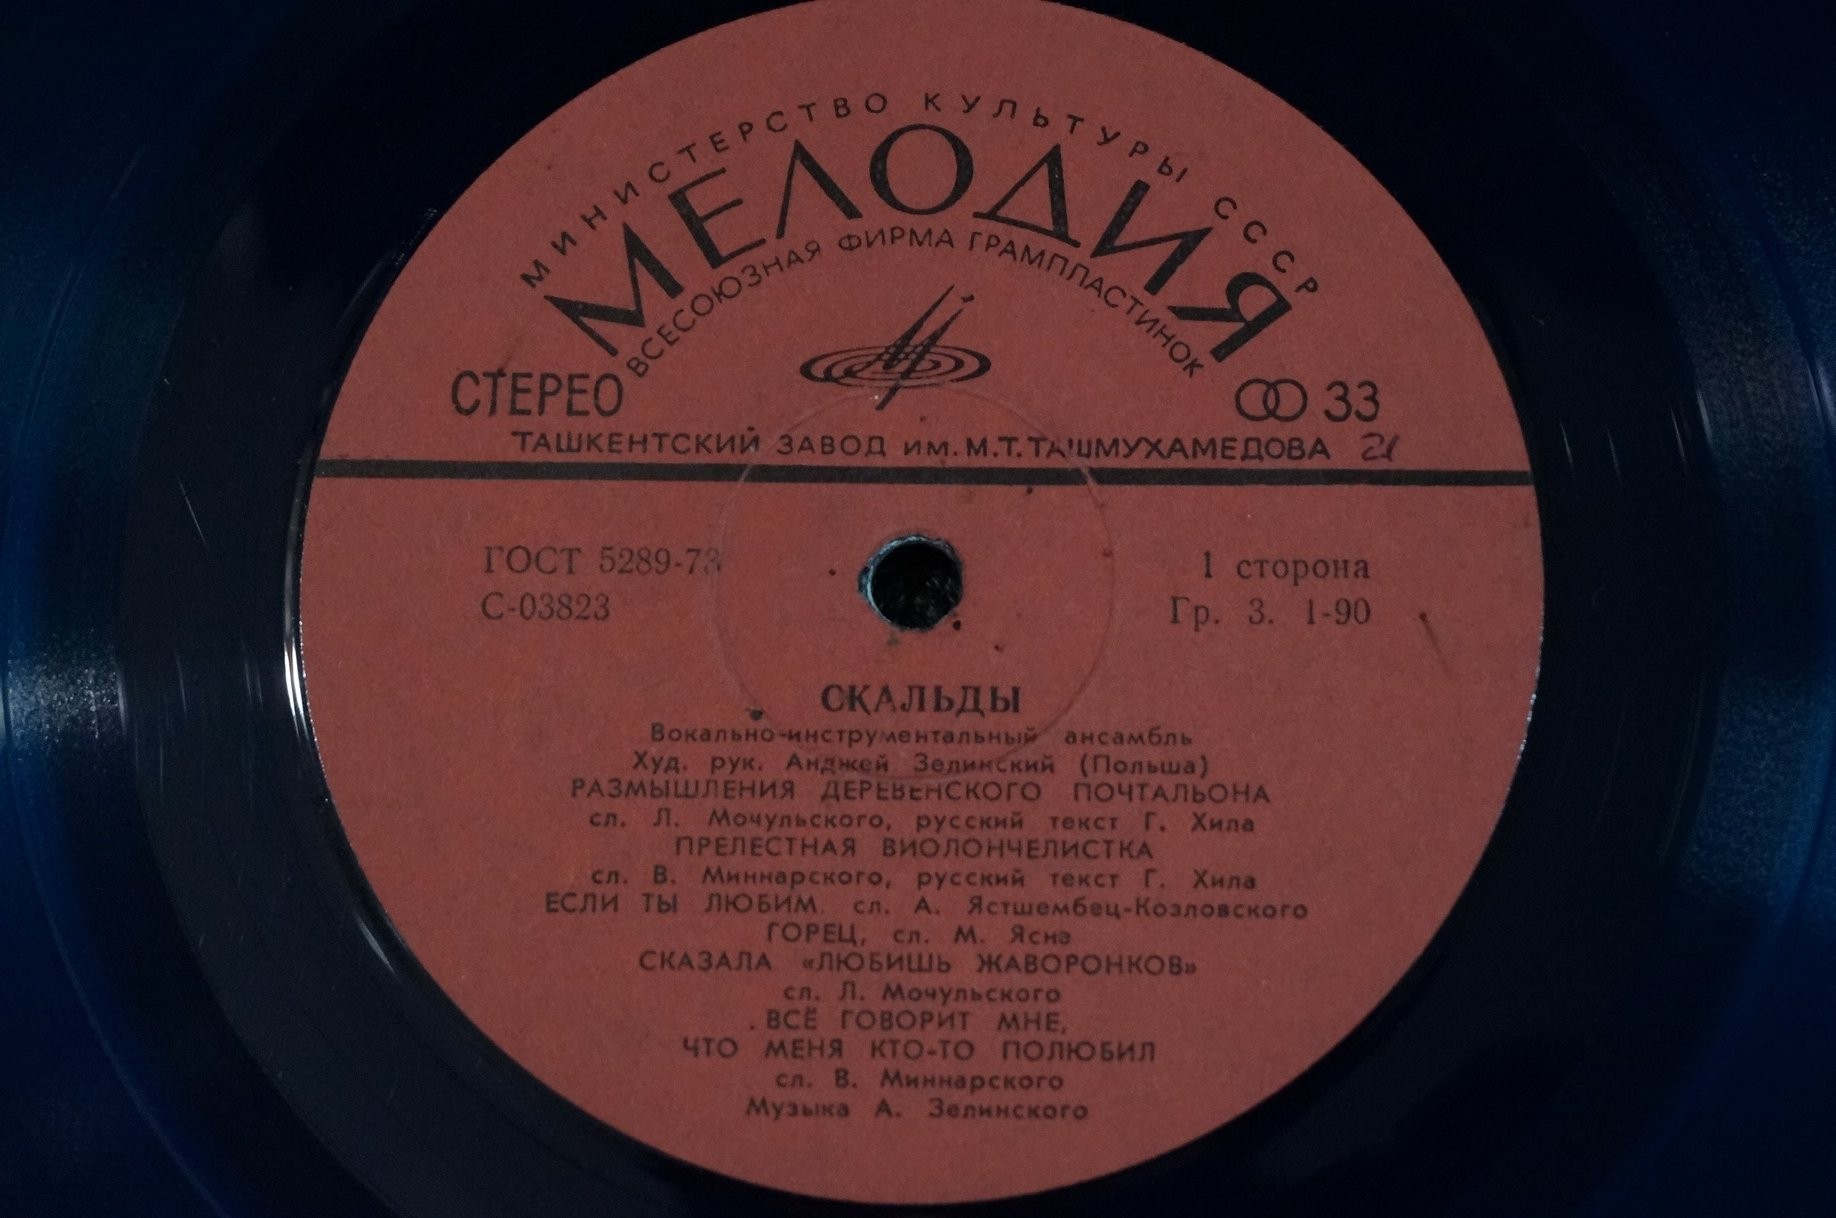 МИНИСТЕРСТВО КУЛЬТУРЫ СССР
МЕЛОДИЯ
ВСЕСОЮЗНАЯ ФИРМА ГРАМПЛАСТИНОК
СТЕРЕО
33
ТАШКЕНТСКИЙ ЗАВОД им. М.Т.ТАШМУХАМЕДОВА 21
ГОСТ 5289-73
1 сторона
С-03823
Гр. 3. 1-90
СКАЛЬДЫ
Вокально-инструментальный ансамбль
Худ. рук. Анджей Зелинский (Польша)
РАЗМЫШЛЕНИЯ ДЕРЕВЕНСКОГО ПОЧТАЛЬОНА
сл. Л. Мочульского, русский текст Г. Хила
ПРЕЛЕСТНАЯ ВИОЛОНЧЕЛИСТКА
сл. В. Миннарского, русский текст Г. Хила
ЕСЛИ ТЫ ЛЮБИМ, сл. А. Ястшембец-Козловского
ГОРЕЦ, сл. М. Ясна
СКАЗАЛА «ЛЮБИШЬ ЖАВОРОНКОВ»
сл. Л. Мочульского
ВСЁ ГОВОРИТ МНЕ,
ЧТО МЕНЯ КТО-ТО ПОЛЮБИЛ
сл. В. Миннарского
Музыка А. Зелинского